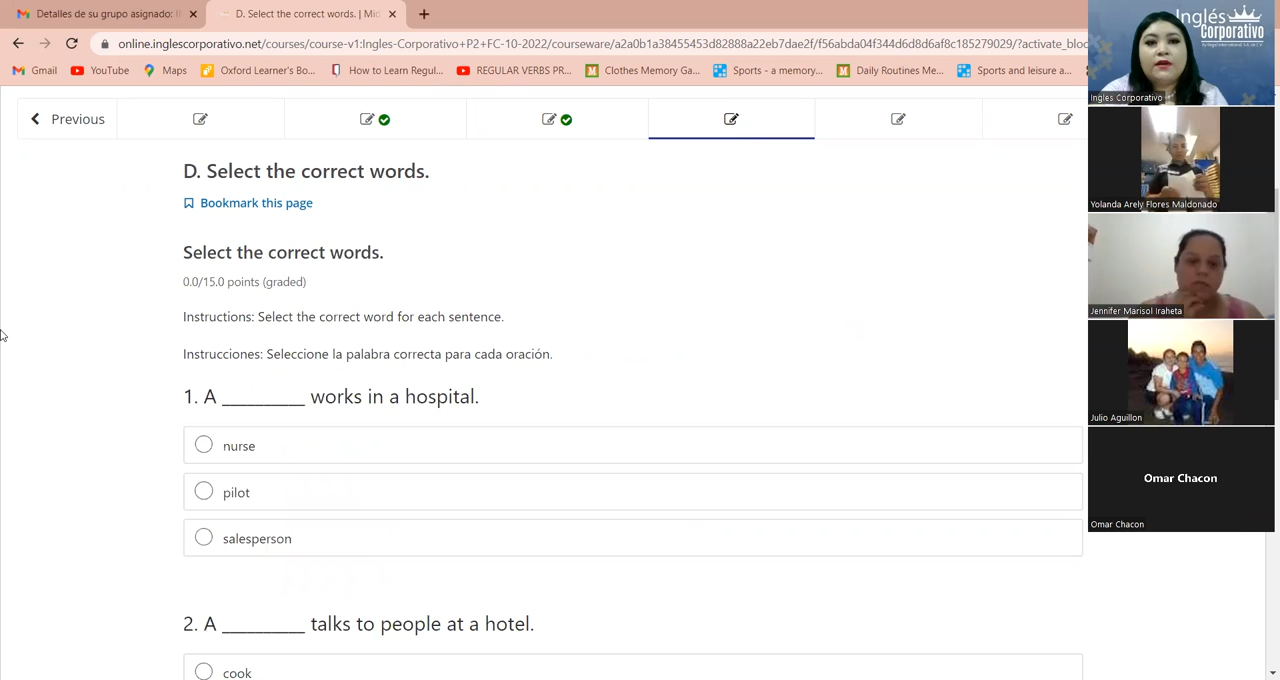 Detalles de su grupo asignado: I
D. Select the correct words. | Mid
online.inglescorporativo.net/courses/course-v1:Ingles-Corporativo+P2+FC-10-2022/courseware/a2a0b1a38455453d82888a22eb7dae2f/f56abda04f344d6d8d6af8c185279029/?activate_bloc
Gmail YouTube Maps Oxford Learner's Bo... How to Learn Regul... REGULAR VERBS PR... Clothes Memory Ga... Sports - a memory... Daily Routines Me... Sports and leisure a...
Previous
D. Select the correct words.
Bookmark this page
Select the correct words.
0.0/15.0 points (graded)
Instructions: Select the correct word for each sentence.
Instrucciones: Seleccione la palabra correcta para cada oración.
1. A __________ works in a hospital.
nurse
pilot
salesperson
2. A __________ talks to people at a hotel.
cook
Inglés
Corporativo
Ingles Corporativo
Yolanda Arely Flores Maldonado
Jennifer Marisol Iraheta
Julio Aguillon
Omar Chacon
Omar Chacon